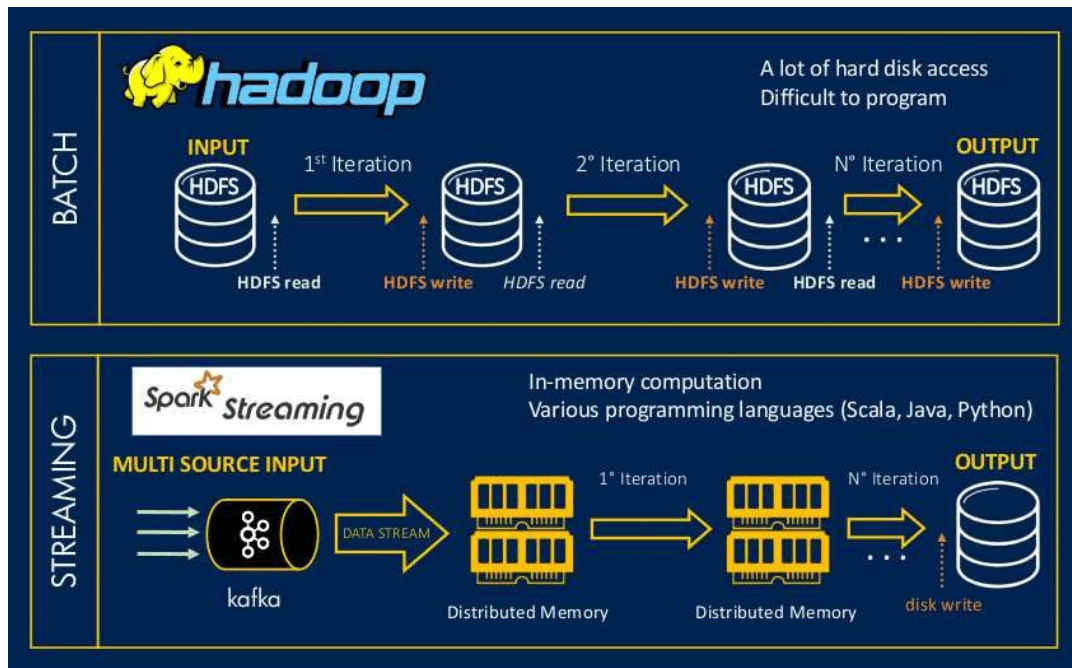 BATCH
hadoop
A lot of hard disk access
Difficult to program
INPUT
HDFS
1st Iteration
HDFS
2° Iteration
HDFS
N° Iteration
OUTPUT
HDFS
...
HDFS read
HDFS write
HDFS read
HDFS write
HDFS read
HDFS write
STREAMING
Spark Streaming
In-memory computation
Various programming languages (Scala, Java, Python)
MULTI SOURCE INPUT
kafka
DATA STREAM
Distributed Memory
1° Iteration
Distributed Memory
N° Iteration
...
OUTPUT
disk write